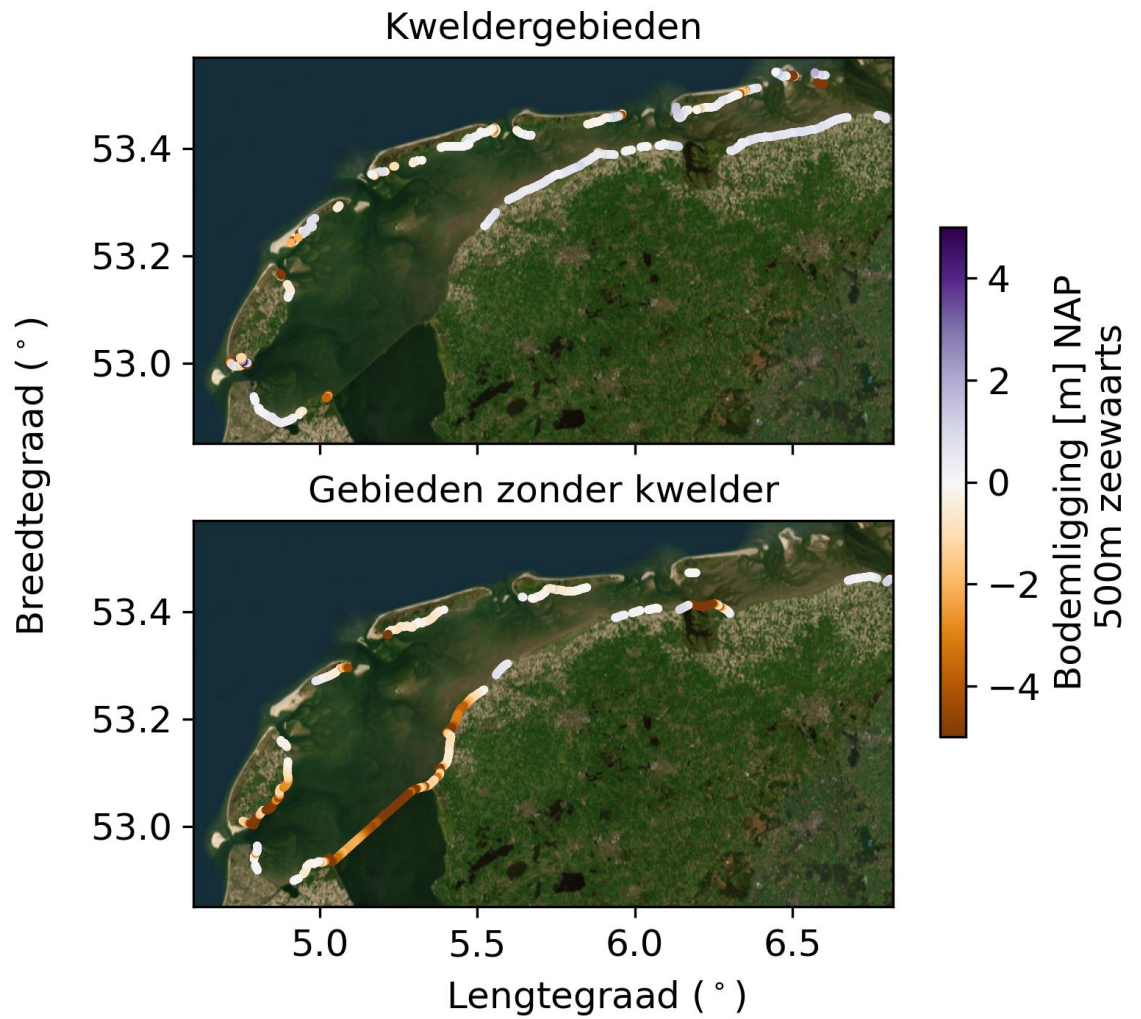 Kweldergebieden
53.4
53.2
53.0
Gebieden zonder kwelder
53.4
53.2
53.0
5.0 5.5 6.0 6.5
Lengtegraad (°)
Breedtegraad (°)
4
2
0
−2
−4
Bodemligging [m] NAP
500m zeewaarts